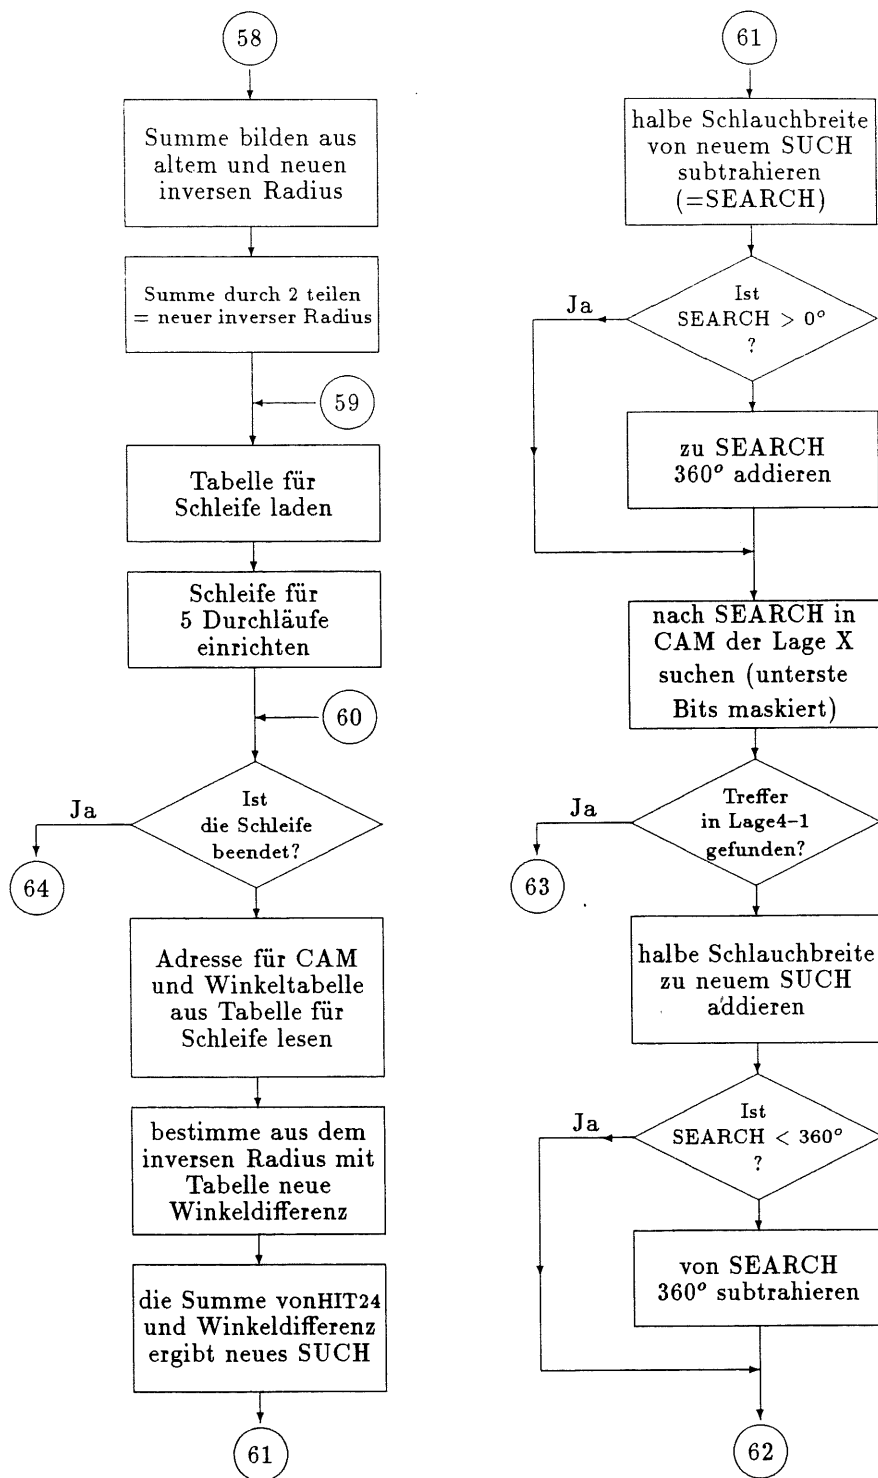 58
Summe bilden aus
altem und neuen
inversen Radius
Summe durch 2 teilen
= neuer inverser Radius
59
Tabelle für
Schleife laden
Schleife für
5 Durchläufe
einrichten
60
Ja
Ist
die Schleife
beendet?
64
Adresse für CAM
und Winkeltabelle
aus Tabelle für
Schleife lesen
bestimme aus dem
inversen Radius mit
Tabelle neue
Winkeldifferenz
die Summe vonHIT24
und Winkeldifferenz
ergibt neues SUCH
61
61
halbe Schlauchbreite
von neuem SUCH
subtrahieren
(=SEARCH)
Ja
Ist
SEARCH > 0°
?
zu SEARCH
360° addieren
nach SEARCH in
CAM der Lage X
suchen (unterste
Bits maskiert)
Ja
Treffer
in Lage4-1
gefunden?
63
halbe Schlauchbreite
zu neuem SUCH
addieren
Ja
Ist
SEARCH < 360°
?
von SEARCH
360° subtrahieren
62